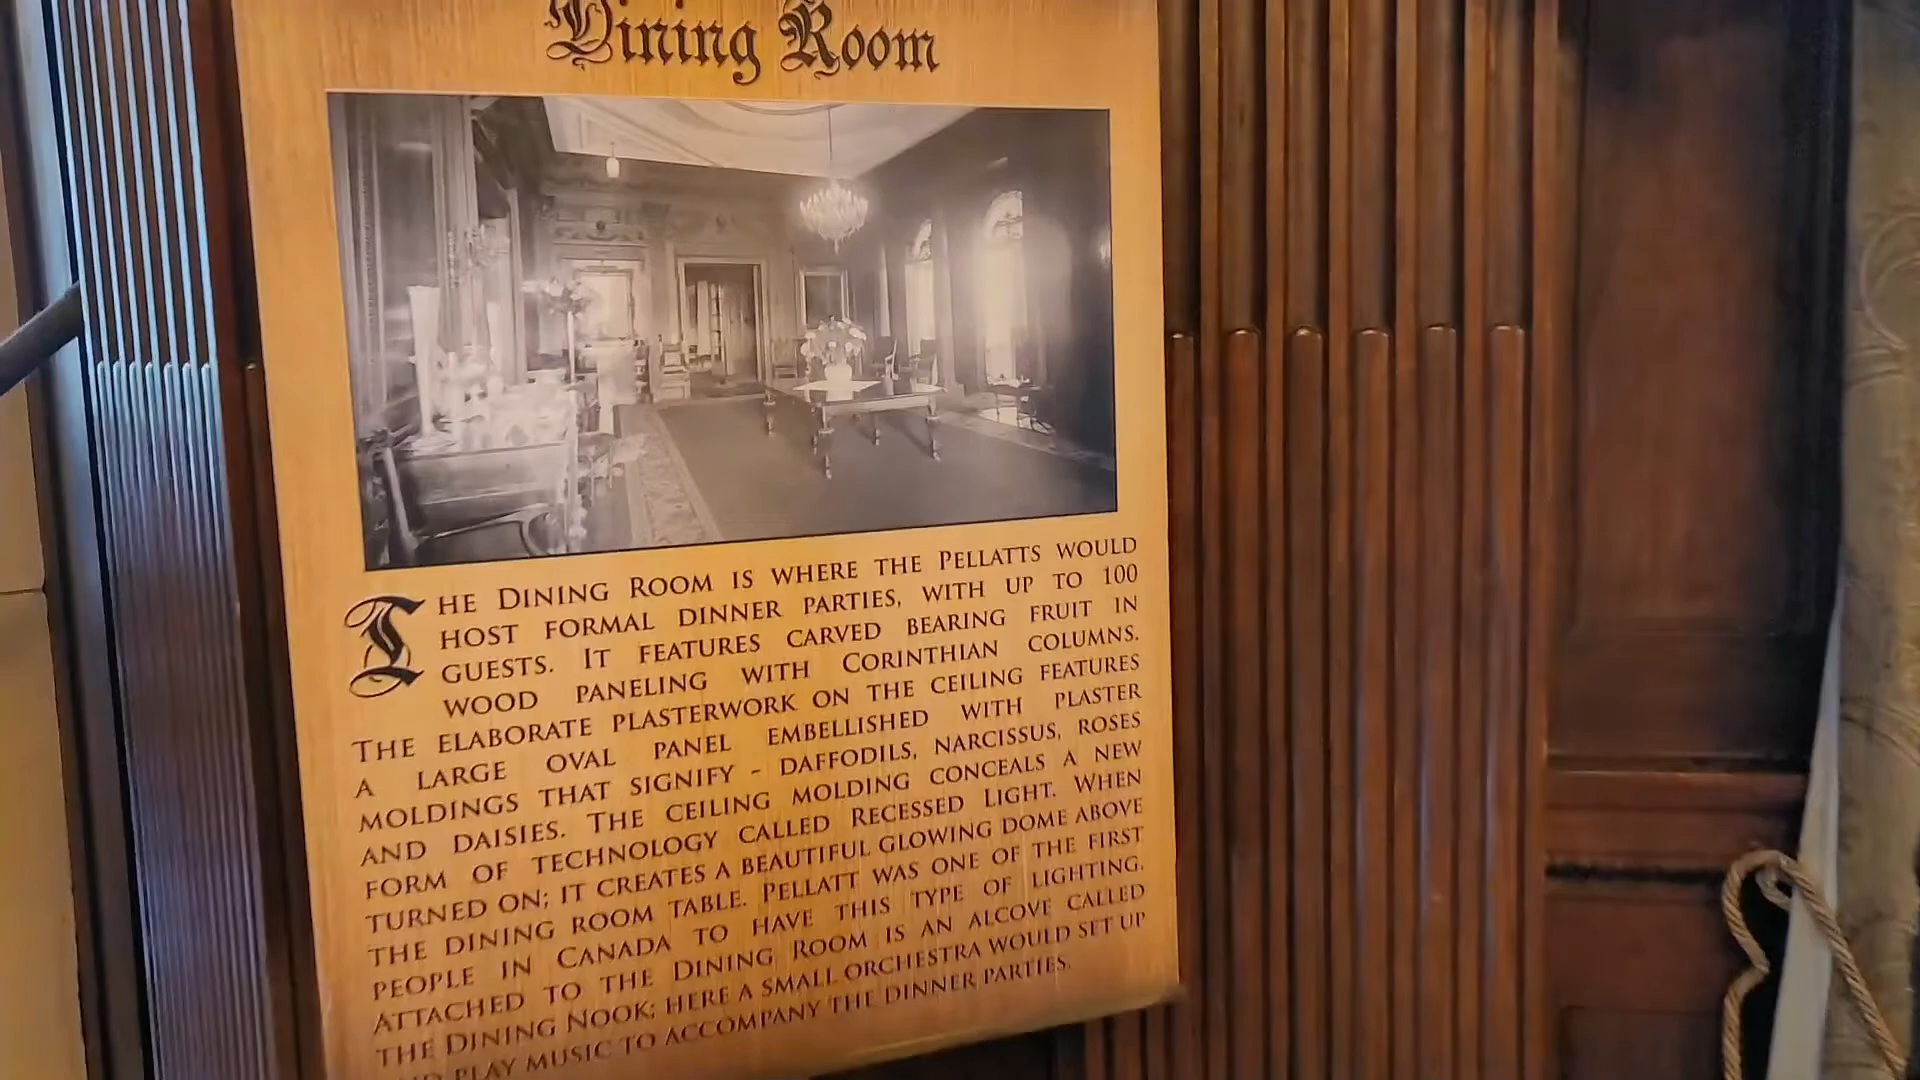 Dining Room
THE DINING ROOM IS WHERE THE PELLATTS WOULD
HOST FORMAL DINNER PARTIES, WITH UP TO 100
GUESTS. IT FEATURES CARVED BEARING FRUIT IN
WOOD PANELING WITH CORINTHIAN COLUMNS.
THE ELABORATE PLASTERWORK ON THE CEILING FEATURES
A LARGE OVAL PANEL EMBELLISHED WITH PLASTER
MOLDINGS THAT SIGNIFY - DAFFODILS, NARCISSUS, ROSES
AND DAISIES. THE CEILING MOLDING CONCEALS A NEW
FORM OF TECHNOLOGY CALLED RECESSED LIGHT. WHEN
TURNED ON; IT CREATES A BEAUTIFUL GLOWING DOME ABOVE
THE DINING ROOM TABLE. PELLATT WAS ONE OF THE FIRST
PEOPLE IN CANADA TO HAVE THIS TYPE OF LIGHTING.
ATTACHED TO THE DINING ROOM IS AN ALCOVE CALLED
THE DINING NOOK; HERE A SMALL ORCHESTRA WOULD SET UP
AND PLAY MUSIC TO ACCOMPANY THE DINNER PARTIES.